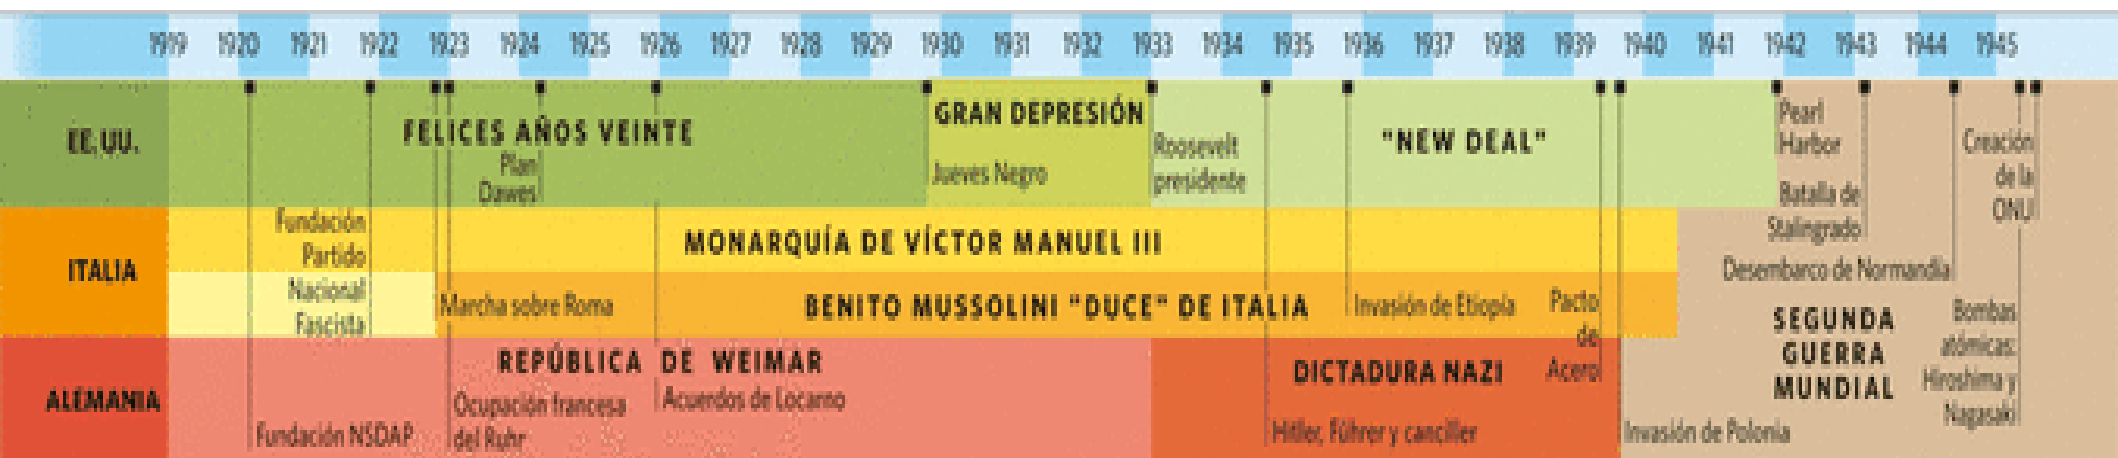 1919 1920 1921 1922 1923 1924 1925 1926 1927 1928 1929 1930 1931 1932 1933 1934 1935 1936 1937 1938 1939 1940 1941 1942 1943 1944 1945
EE.UU.
FELICES AÑOS VEINTE
Plan
Dawes
GRAN DEPRESIÓN
Jueves Negro
Roosevelt
presidente
"NEW DEAL"
Pearl
Harbor
Batalla de
Stalingrado
Creación
de la
ONU
Desembarco de Normandía
ITALIA
Fundación
Partido
Nacional
Fascista
MONARQUÍA DE VÍCTOR MANUEL III
Marcha sobre Roma
BENITO MUSSOLINI "DUCE" DE ITALIA
Invasión de Etiopía
Pacto
de
Acero
SEGUNDA
GUERRA
MUNDIAL
Bombas
atómicas:
Hiroshima y
Nagasaki
ALEMANIA
REPÚBLICA DE WEIMAR
Fundación NSDAP
Ocupación francesa
del Ruhr
Acuerdos de Locarno
DICTADURA NAZI
Hitler, Führer y canciller
Invasión de Polonia